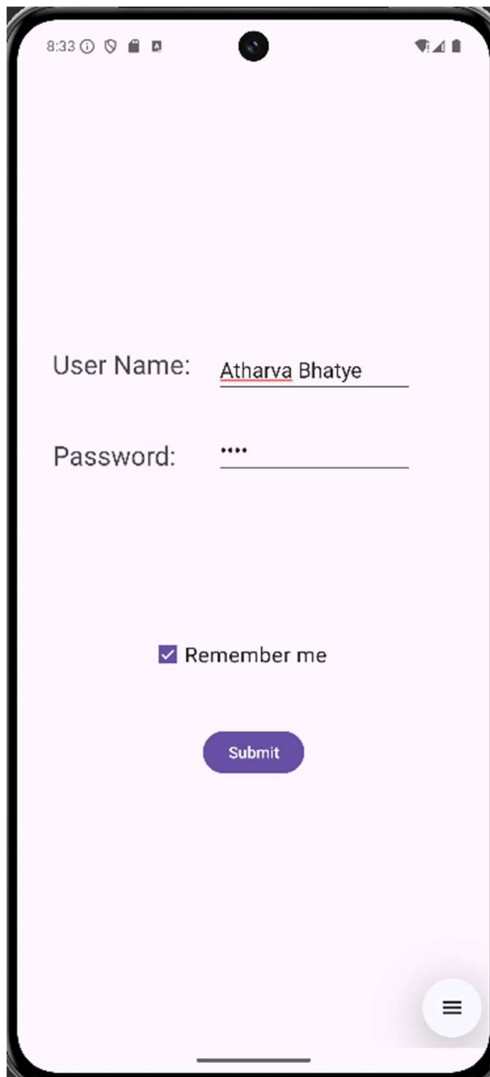 8:33
User Name: Atharva Bhatye
Password: ••••
Remember me
Submit